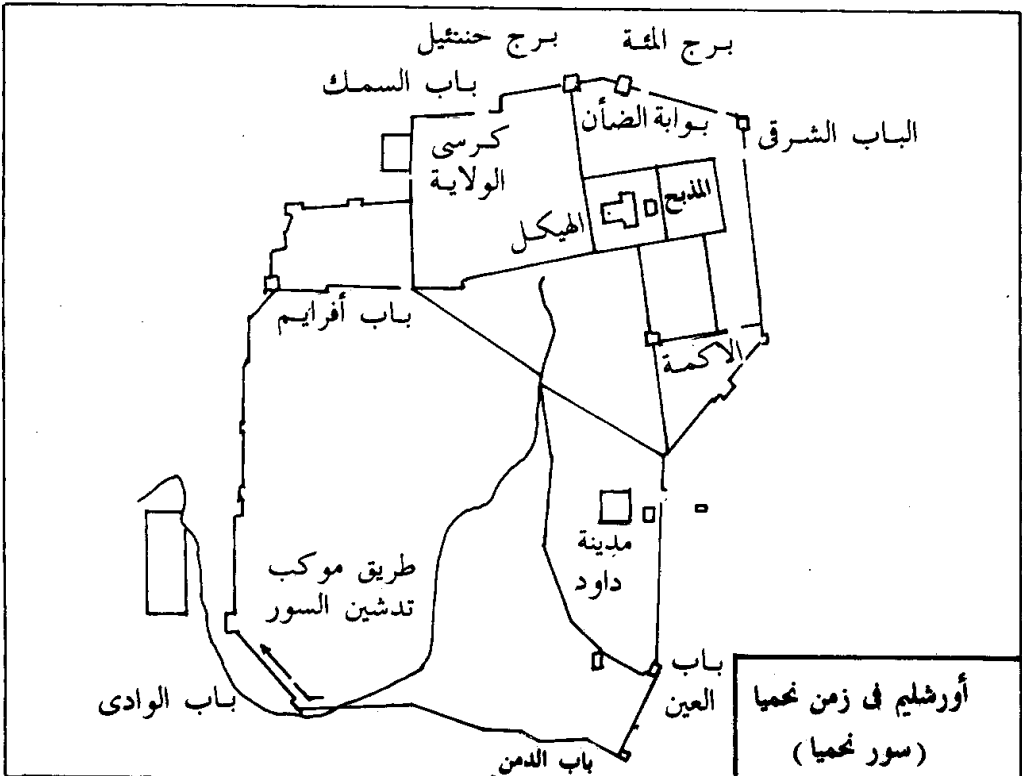 برج حننئيل
برج المئة
باب السمك
بوابة الضأن
الباب الشرقى
كرسى
الولاية
المذبح
الهيكل
باب أفرايم
الاكمة
مدينة
داود
طريق موكب
تدشين السور
باب
العين
باب الوادى
باب الدمن
أورشليم فى زمن نحميا
(سور نحميا)